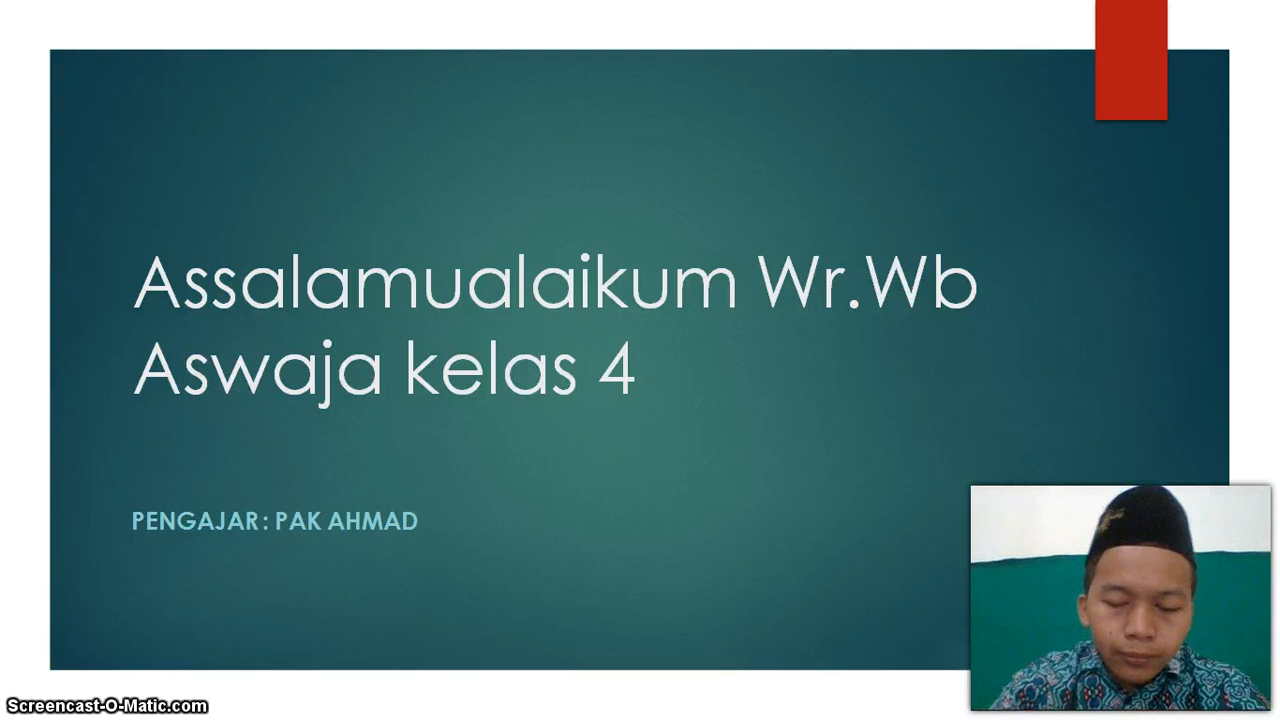 Assalamualaikum Wr.Wb
Aswaja kelas 4
PENGAJAR : PAK AHMAD
Screencast-O-Matic.com